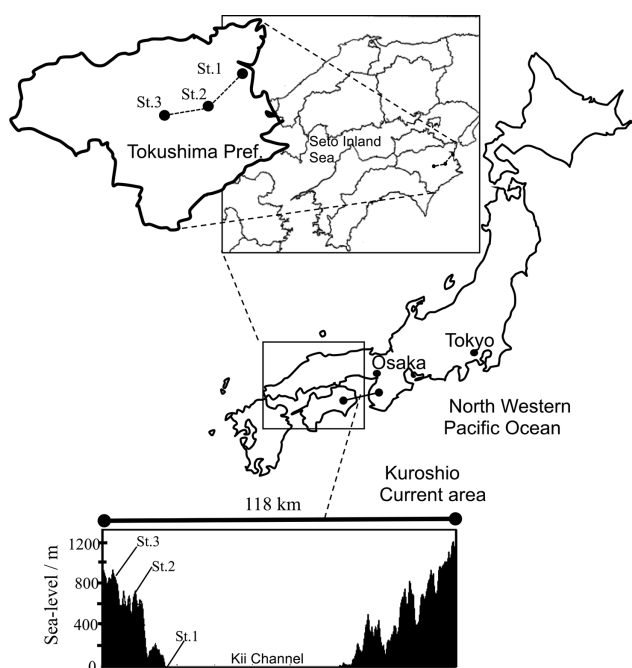 St.1
St.2
St.3
Tokushima Pref.
Seto Inland
Sea
Tokyo
Osaka
North Western
Pacific Ocean
Kuroshio
Current area
118 km
Sea-level / m
1200
800
400
0
St.3
St.2
St.1
Kii Channel